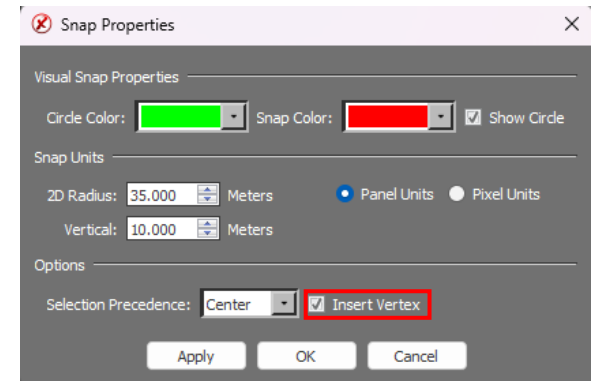 Snap Properties
Visual Snap Properties
Circle Color: Snap Color: Show Circle
Snap Units
2D Radius: 35.000 Meters Panel Units Pixel Units
Vertical: 10.000 Meters
Options
Selection Precedence: Center Insert Vertex
Apply OK Cancel